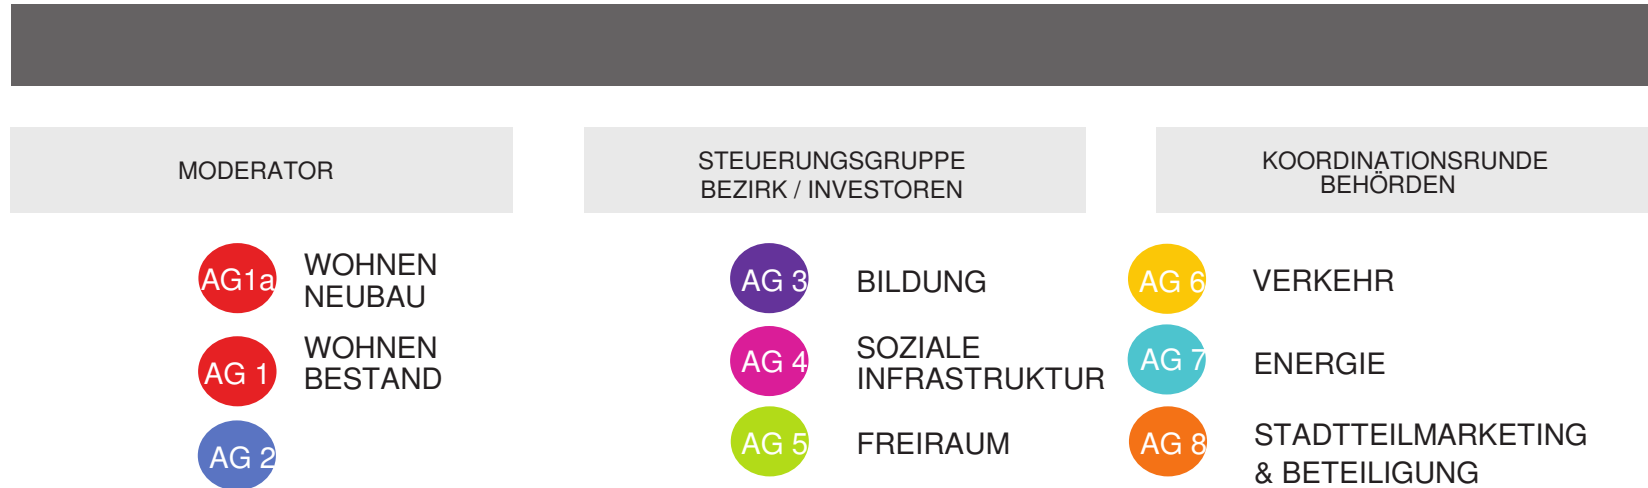 MODERATOR
STEUERUNGSGRUPPE
BEZIRK / INVESTOREN
KOORDINATIONSRUNDE
BEHÖRDEN
AG1a
WOHNEN
NEUBAU
AG 1
WOHNEN
BESTAND
AG 2
AG 3
BILDUNG
AG 4
SOZIALE
INFRASTRUKTUR
AG 5
FREIRAUM
AG 6
VERKEHR
AG 7
ENERGIE
AG 8
STADTTEILMARKETING
& BETEILIGUNG